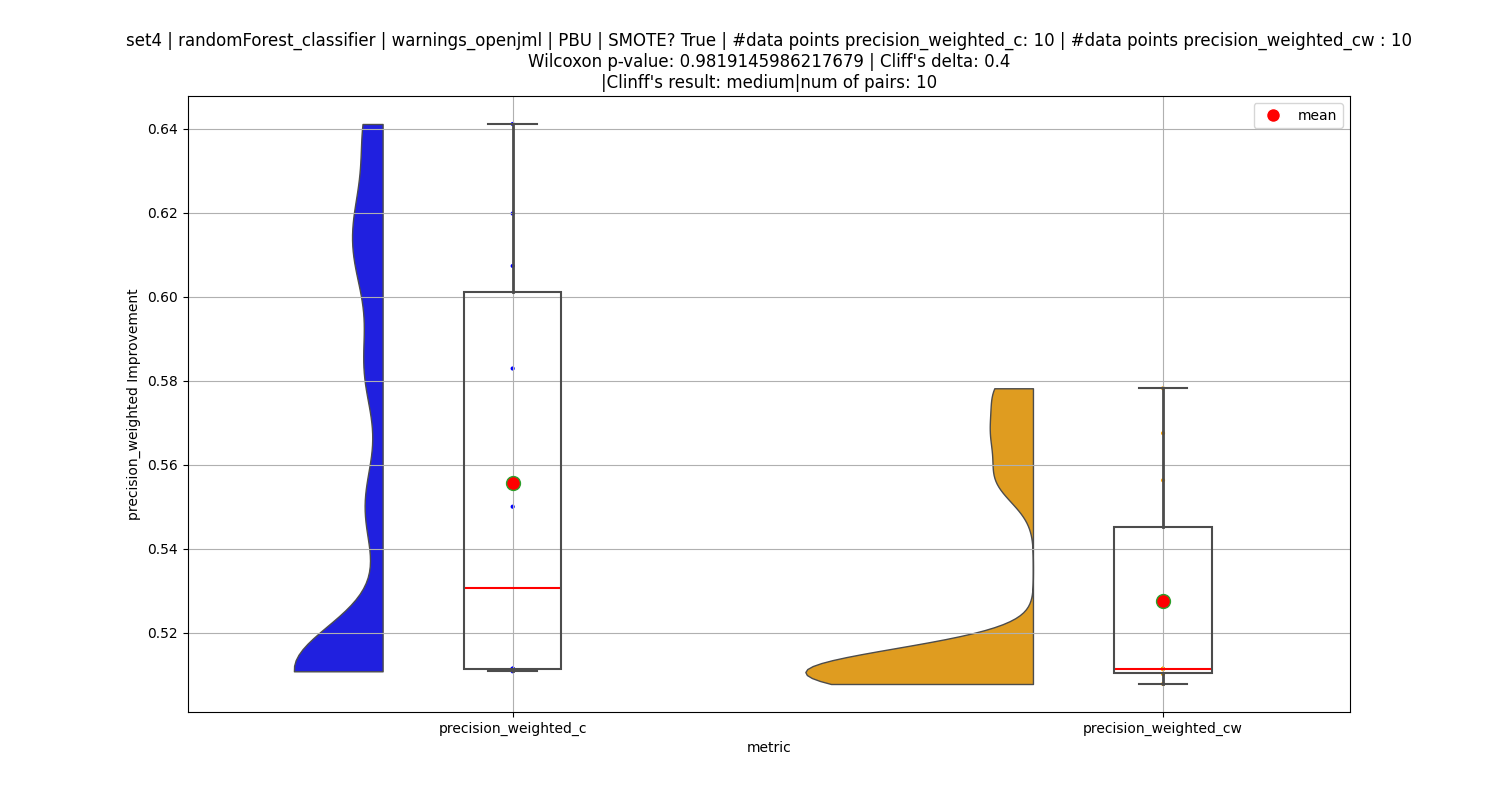 set4 | randomForest_classifier | warnings_openjml | PBU | SMOTE? True | #data points precision_weighted_c: 10 | #data points precision_weighted_cw : 10
Wilcoxon p-value: 0.9819145986217679 | Cliff's delta: 0.4
|Clinff's result: medium|num of pairs: 10
mean
precision_weighted Improvement
0.64
0.62
0.60
0.58
0.56
0.54
0.52
precision_weighted_c
precision_weighted_cw
metric